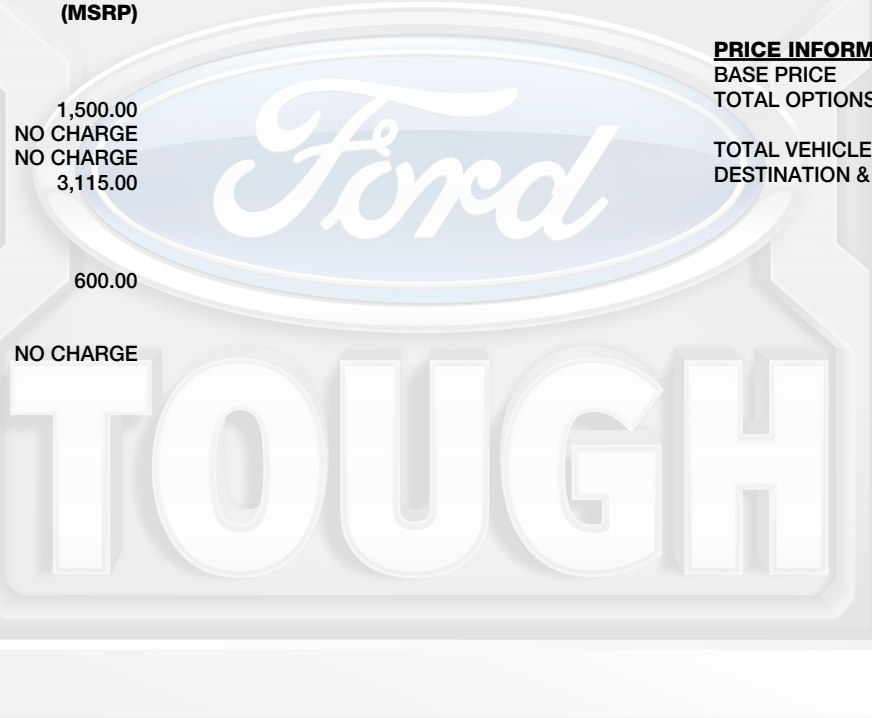 (MSRP)
1,500.00
NO CHARGE
NO CHARGE
3,115.00
600.00
NO CHARGE
PRICE INFORM
BASE PRICE
TOTAL OPTIONS
TOTAL VEHICLE
DESTINATION &
Ford
TOUGH